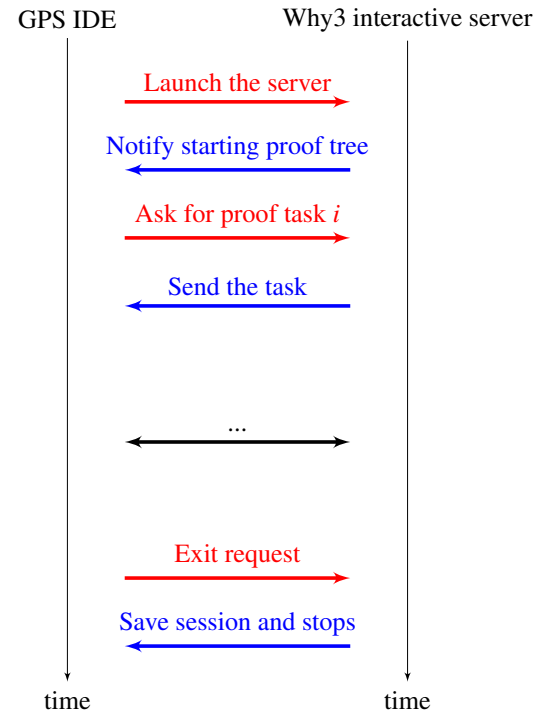 GPS IDE
Why3 interactive server
Launch the server
Notify starting proof tree
Ask for proof task i
Send the task
...
Exit request
Save session and stops
time
time